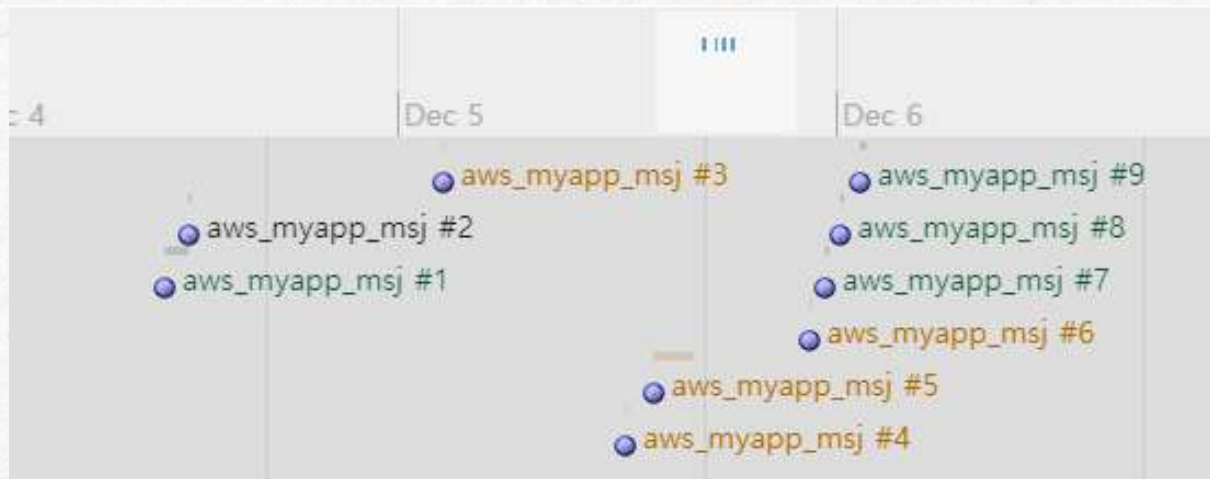 c 4
Dec 5
Dec 6
aws_myapp_msj #3
aws_myapp_msj #9
aws_myapp_msj #2
aws_myapp_msj #8
aws_myapp_msj #1
aws_myapp_msj #7
aws_myapp_msj #6
aws_myapp_msj #5
aws_myapp_msj #4